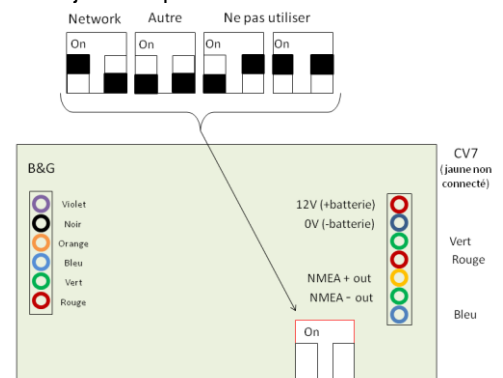 Network Autre Ne pas utiliser
On On On On
CV7
(jaune non
connecté)
B&G
Violet
Noir
Orange
Bleu
Vert
Rouge
12V (+batterie)
0V (-batterie)
Vert
Rouge
NMEA + out
NMEA - out
Bleu
On